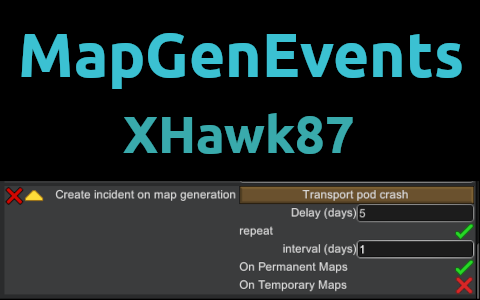 MapGenEvents
XHawk87
Create incident on map generation Transport pod crash
Delay (days) 5
repeat
interval (days) 1
On Permanent Maps
On Temporary Maps